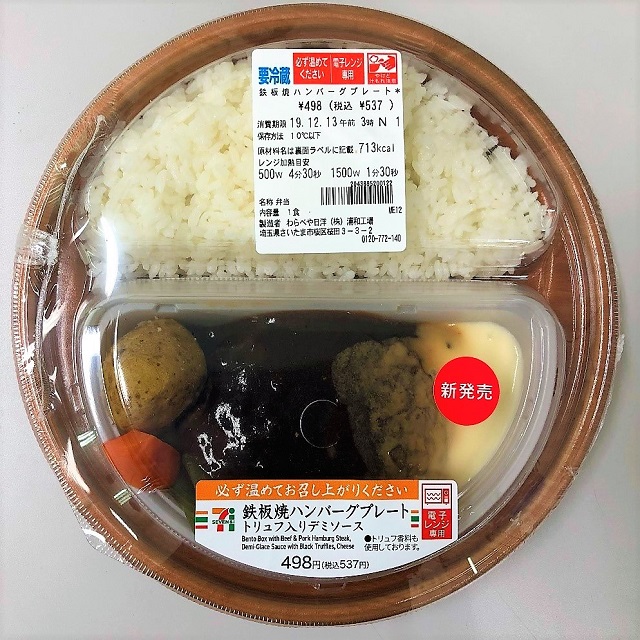 要冷蔵
必ず温めて
ください
電子レンジ
専用
鉄板焼ハンバーグプレート*
¥498 (税込 ¥537 )
消費期限 19.12.13 午前 3時 N 1
保存方法 10℃以下
原材料名は裏面ラベルに記載 713kcal
レンジ加熱目安
500W 4分30秒 1500W 1分30秒
名称 弁当
内容量 1食
UE12
製造者 わらべや日洋(株)浦和工場
埼玉県さいたま市桜区桜田3-3-2
0120-772-140
新発売
必ず温めてお召し上がりください
7
SEVEN&i
鉄板焼ハンバーグプレート
トリュフ入りデミソース
Bento Box with Beef & Pork Hamburg Steak,
Demi-Glace Sauce with Black Truffles, Cheese
●トリュフ香料も
使用しております。
電子
レンジ
専用
498円(税込537円)